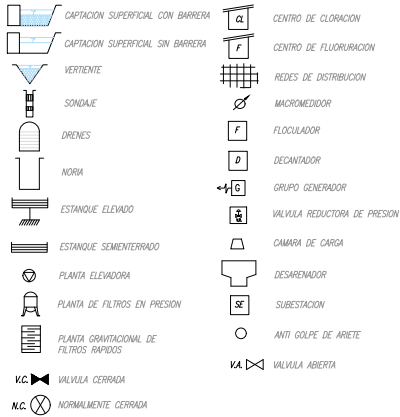 CAPTACION SUPERFICIAL CON BARRERA
CAPTACION SUPERFICIAL SIN BARRERA
VERTIENTE
SONDAJE
DRENES
NORIA
ESTANQUE ELEVADO
ESTANQUE SEMIENTERRADO
PLANTA ELEVADORA
PLANTA DE FILTROS EN PRESION
PLANTA GRAVITACIONAL DE
FILTROS RAPIDOS
V.C. VALVULA CERRADA
N.C. NORMALMENTE CERRADA
CL CENTRO DE CLORACION
F CENTRO DE FLUORURACION
REDES DE DISTRIBUCION
MACROMEDIDOR
F FLOCULADOR
D DECANTADOR
G GRUPO GENERADOR
VALVULA REDUCTORA DE PRESION
CAMARA DE CARGA
DESARENADOR
SE SUBESTACION
ANTI GOLPE DE ARIETE
V.A. VALVULA ABIERTA